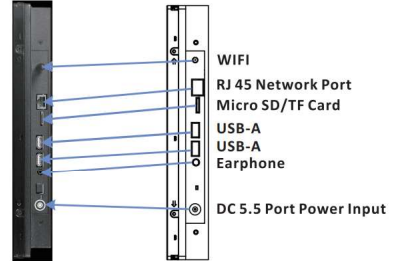 WIFI
RJ 45 Network Port
Micro SD/TF Card
USB-A
USB-A
Earphone
DC 5.5 Port Power Input